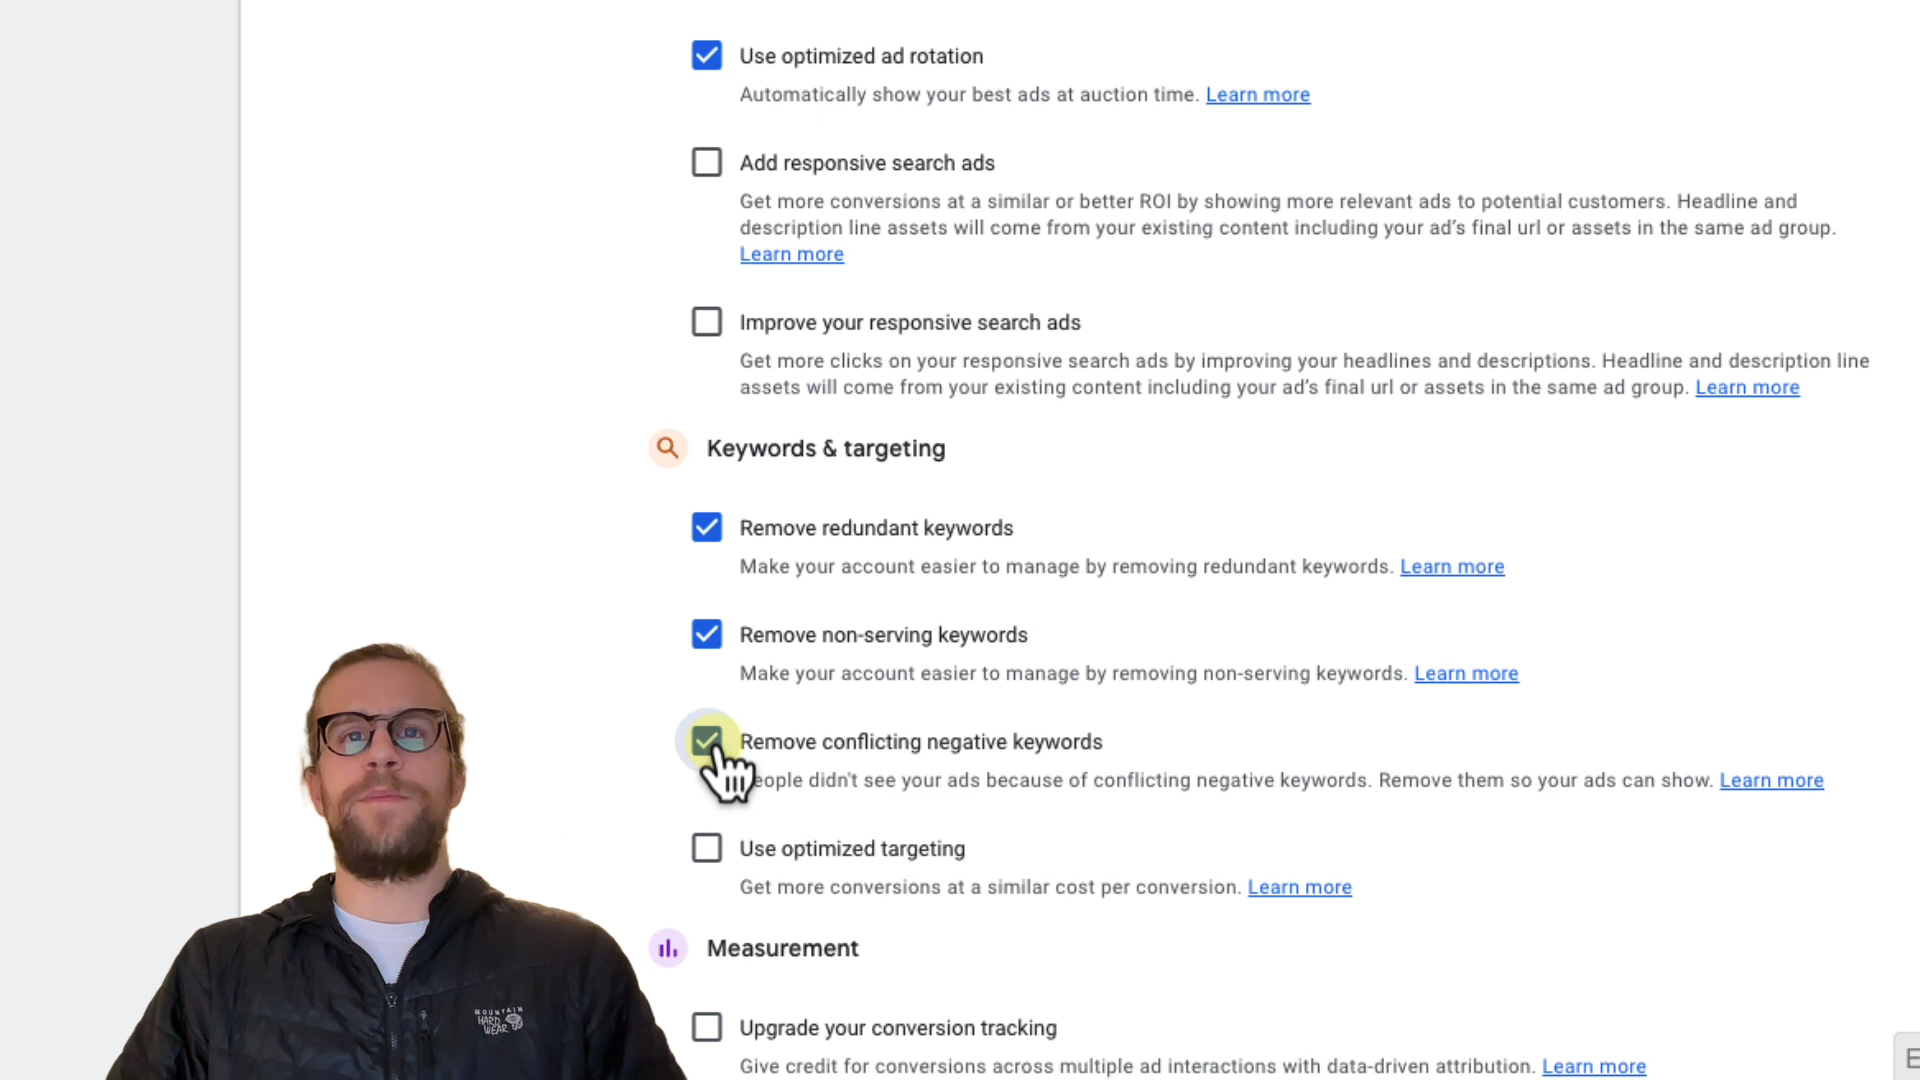 Use optimized ad rotation
Automatically show your best ads at auction time. Learn more
Add responsive search ads
Get more conversions at a similar or better ROI by showing more relevant ads to potential customers. Headline and
description line assets will come from your existing content including your ad's final url or assets in the same ad group.
Learn more
Improve your responsive search ads
Get more clicks on your responsive search ads by improving your headlines and descriptions. Headline and description line
assets will come from your existing content including your ad's final url or assets in the same ad group. Learn more
Keywords & targeting
Remove redundant keywords
Make your account easier to manage by removing redundant keywords. Learn more
Remove non-serving keywords
Make your account easier to manage by removing non-serving keywords. Learn more
Remove conflicting negative keywords
eople didn't see your ads because of conflicting negative keywords. Remove them so your ads can show. Learn more
Use optimized targeting
Get more conversions at a similar cost per conversion. Learn more
Measurement
Upgrade your conversion tracking
Give credit for conversions across multiple ad interactions with data-driven attribution. Learn more
MOUNTAIN
HARD
WEAR